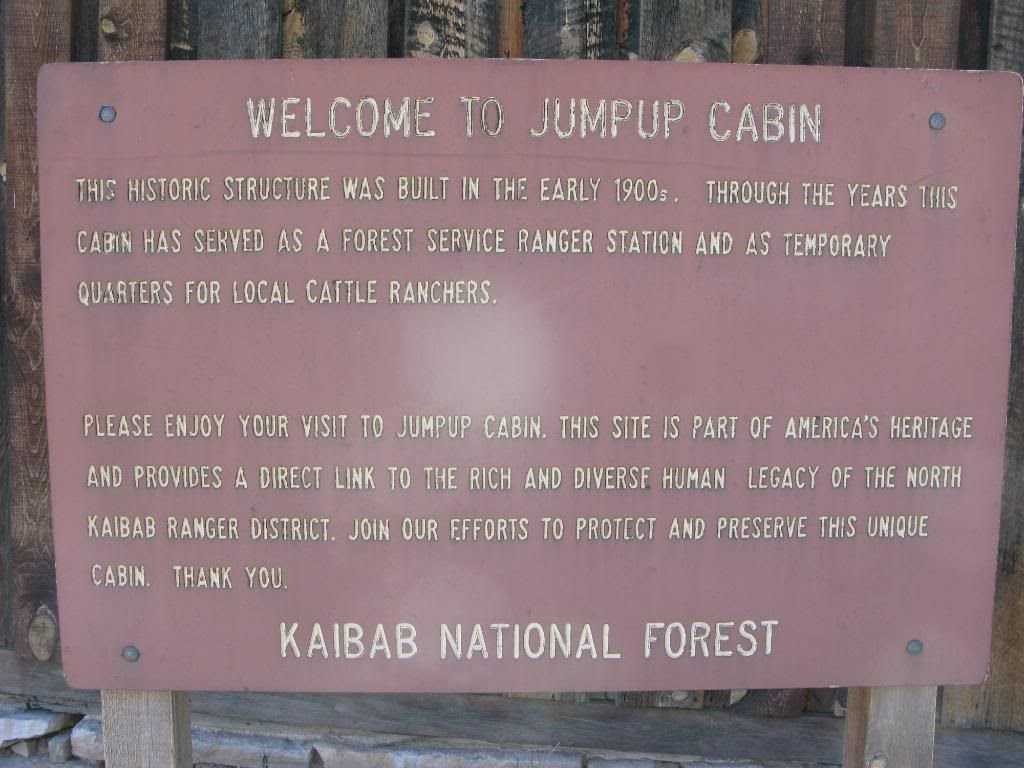 WELCOME TO JUMPUP CABIN
THIS HISTORIC STRUCTURE WAS BUILT IN THE EARLY 1900s. THROUGH THE YEARS THIS
CABIN HAS SERVED AS A FOREST SERVICE RANGER STATION AND AS TEMPORARY
QUARTERS FOR LOCAL CATTLE RANCHERS.
PLEASE ENJOY YOUR VISIT TO JUMPUP CABIN. THIS SITE IS PART OF AMERICA'S HERITAGE
AND PROVIDES A DIRECT LINK TO THE RICH AND DIVERSE HUMAN LEGACY OF THE NORTH
KAIBAB RANGER DISTRICT. JOIN OUR EFFORTS TO PROTECT AND PRESERVE THIS UNIQUE
CABIN. THANK YOU.
KAIBAB NATIONAL FOREST